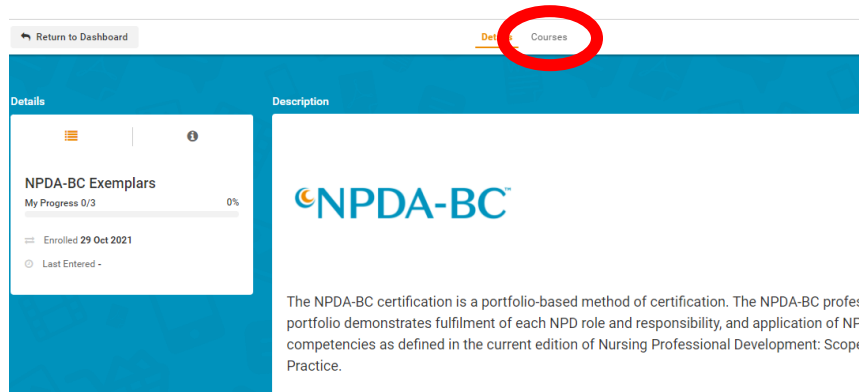 Return to Dashboard
Courses
Details
Description
NPDA-BC Exemplars
My Progress 0/3 0%
Enrolled 29 Oct 2021
Last Entered -
NPDA-BC™
The NPDA-BC certification is a portfolio-based method of certification. The NPDA-BC
portfolio demonstrates fulfilment of each NPD role and responsibility, and application of
competencies as defined in the current edition of Nursing Professional Development:
Practice.